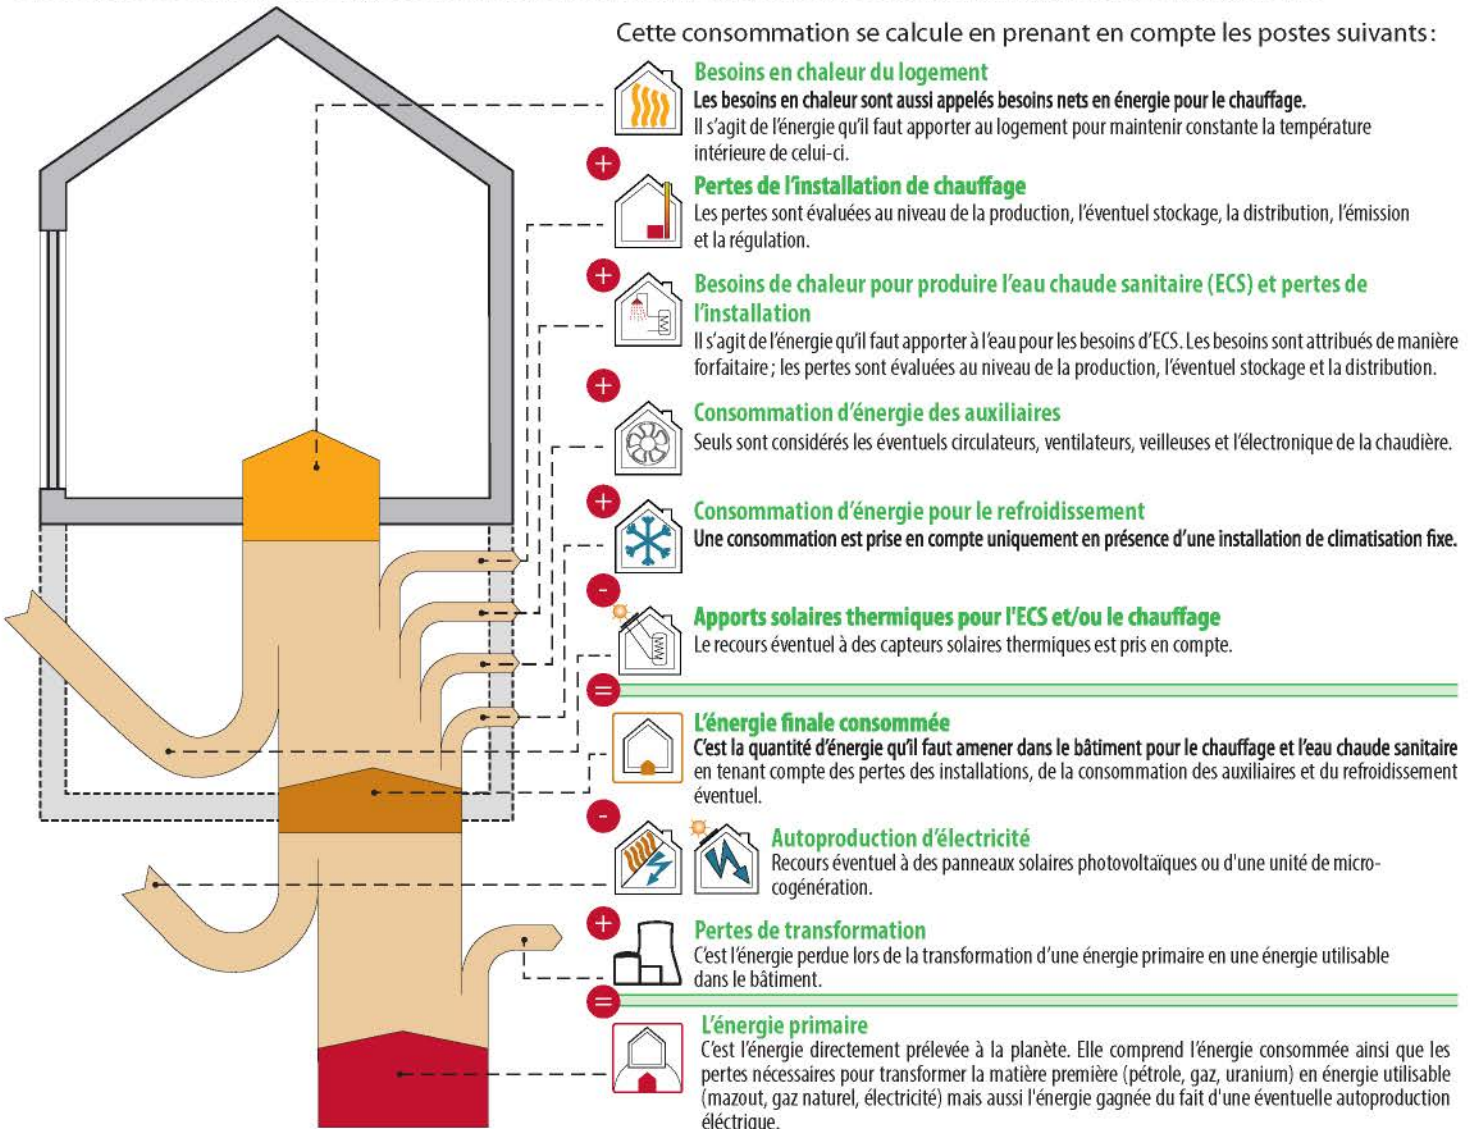 Cette consommation se calcule en prenant en compte les postes suivants:
Besoins en chaleur du logement
Les besoins en chaleur sont aussi appelés besoins nets en énergie pour le chauffage.
Il s'agit de l'énergie qu'il faut apporter au logement pour maintenir constante la température
intérieure de celui-ci.
+
Pertes de l'installation de chauffage
Les pertes sont évaluées au niveau de la production, l'éventuel stockage, la distribution, l'émission
et la régulation.
+
Besoins de chaleur pour produire l'eau chaude sanitaire (ECS) et pertes de
l'installation
Il s'agit de l'énergie qu'il faut apporter à l'eau pour les besoins d'ECS. Les besoins sont attribués de manière
forfaitaire ; les pertes sont évaluées au niveau de la production, l'éventuel stockage et la distribution.
+
Consommation d'énergie des auxiliaires
Seuls sont considérés les éventuels circulateurs, ventilateurs, veilleuses et l'électronique de la chaudière.
+
Consommation d'énergie pour le refroidissement
Une consommation est prise en compte uniquement en présence d'une installation de climatisation fixe.
-
Apports solaires thermiques pour l'ECS et/ou le chauffage
Le recours éventuel à des capteurs solaires thermiques est pris en compte.
=
L'énergie finale consommée
C'est la quantité d'énergie qu'il faut amener dans le bâtiment pour le chauffage et l'eau chaude sanitaire
en tenant compte des pertes des installations, de la consommation des auxiliaires et du refroidissement
éventuel.
-
Autoproduction d'électricité
Recours éventuel à des panneaux solaires photovoltaïques ou d'une unité de micro-
cogénération.
+
Pertes de transformation
C'est l'énergie perdue lors de la transformation d'une énergie primaire en une énergie utilisable
dans le bâtiment.
=
L'énergie primaire
C'est l'énergie directement prélevée à la planète. Elle comprend l'énergie consommée ainsi que les
pertes nécessaires pour transformer la matière première (pétrole, gaz, uranium) en énergie utilisable
(mazout, gaz naturel, électricité) mais aussi l'énergie gagnée du fait d'une éventuelle autoproduction
éléctrique.